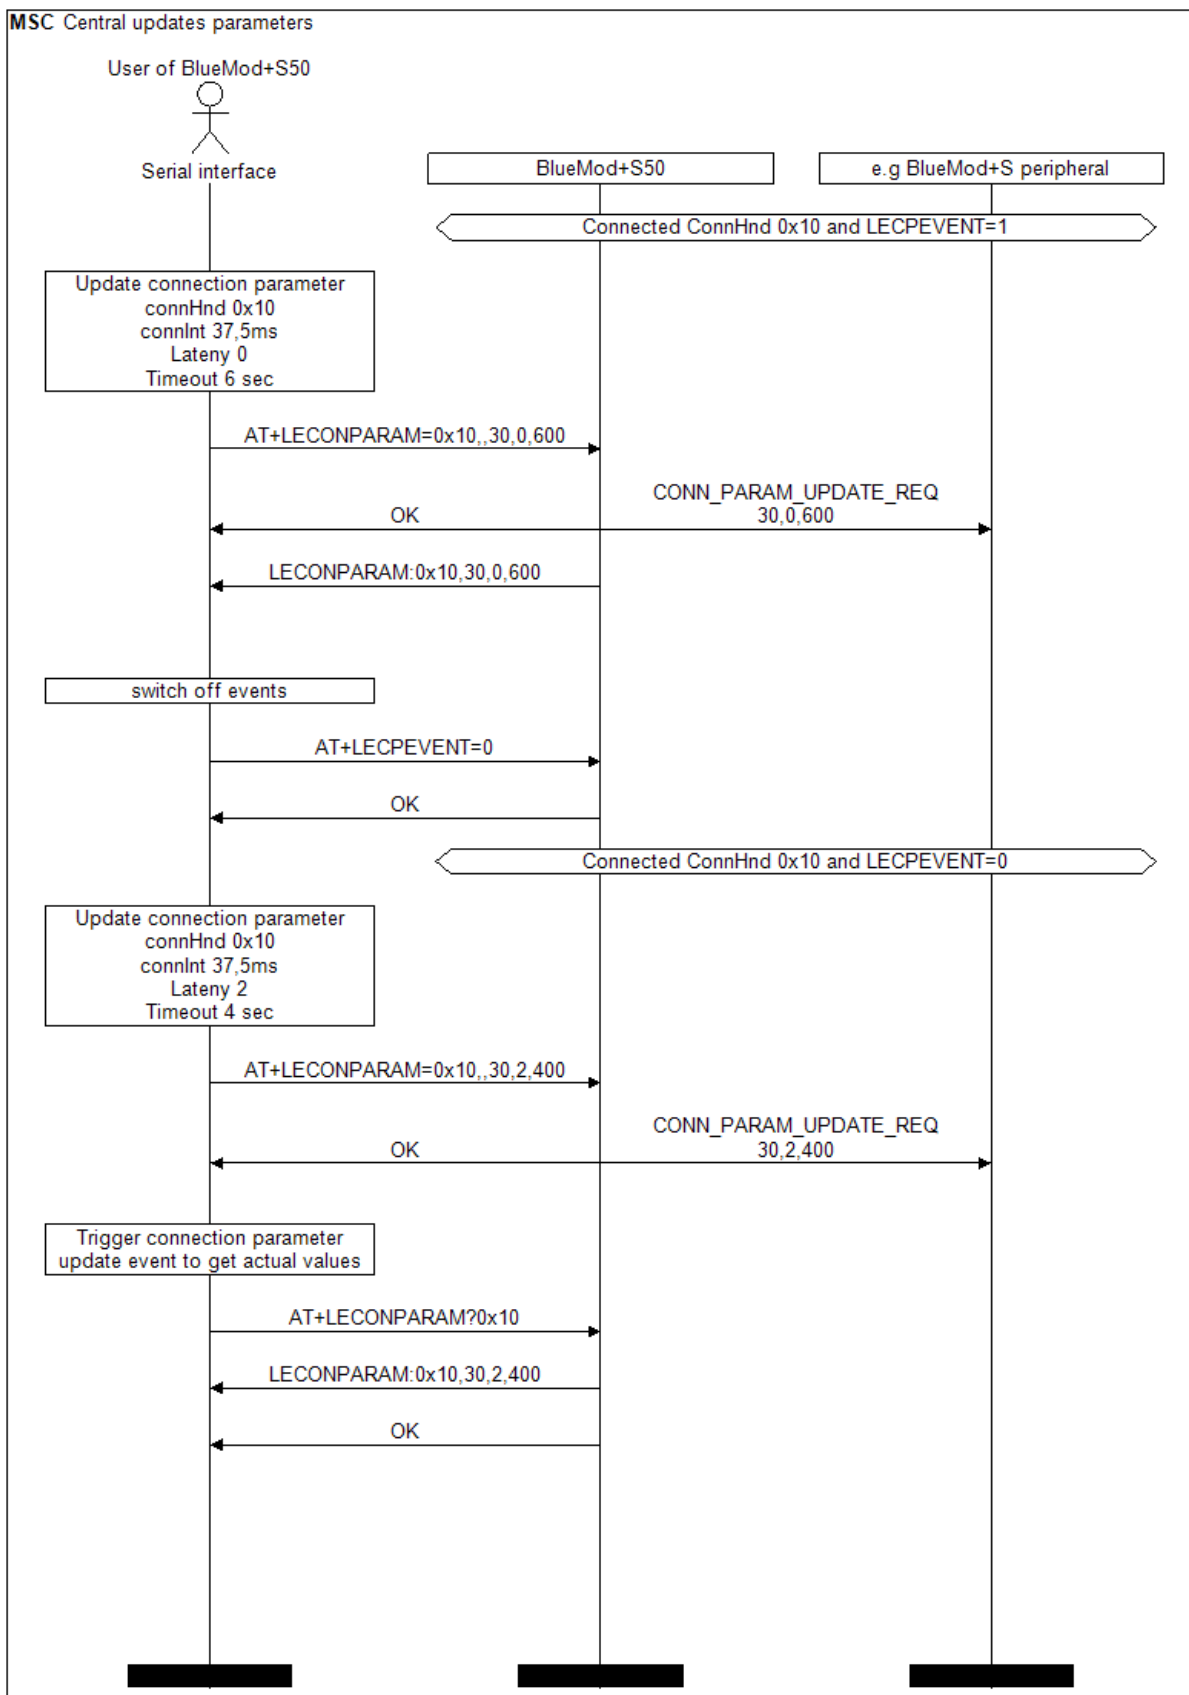 MSC Central updates parameters
User of BlueMod+S50
Serial interface
BlueMod+S50
e.g BlueMod+S peripheral
Connected ConnHnd 0x10 and LECPEVENT=1
Update connection parameter
connHnd 0x10
connInt 37,5ms
Lateny 0
Timeout 6 sec
AT+LECONPARAM=0x10,,30,0,600
CONN_PARAM_UPDATE_REQ
OK
30,0,600
LECONPARAM:0x10,30,0,600
switch off events
AT+LECPEVENT=0
OK
Connected ConnHnd 0x10 and LECPEVENT=0
Update connection parameter
connHnd 0x10
connInt 37,5ms
Lateny 2
Timeout 4 sec
AT+LECONPARAM=0x10,,30,2,400
CONN_PARAM_UPDATE_REQ
OK
30,2,400
Trigger connection parameter
update event to get actual values
AT+LECONPARAM?0x10
LECONPARAM:0x10,30,2,400
OK